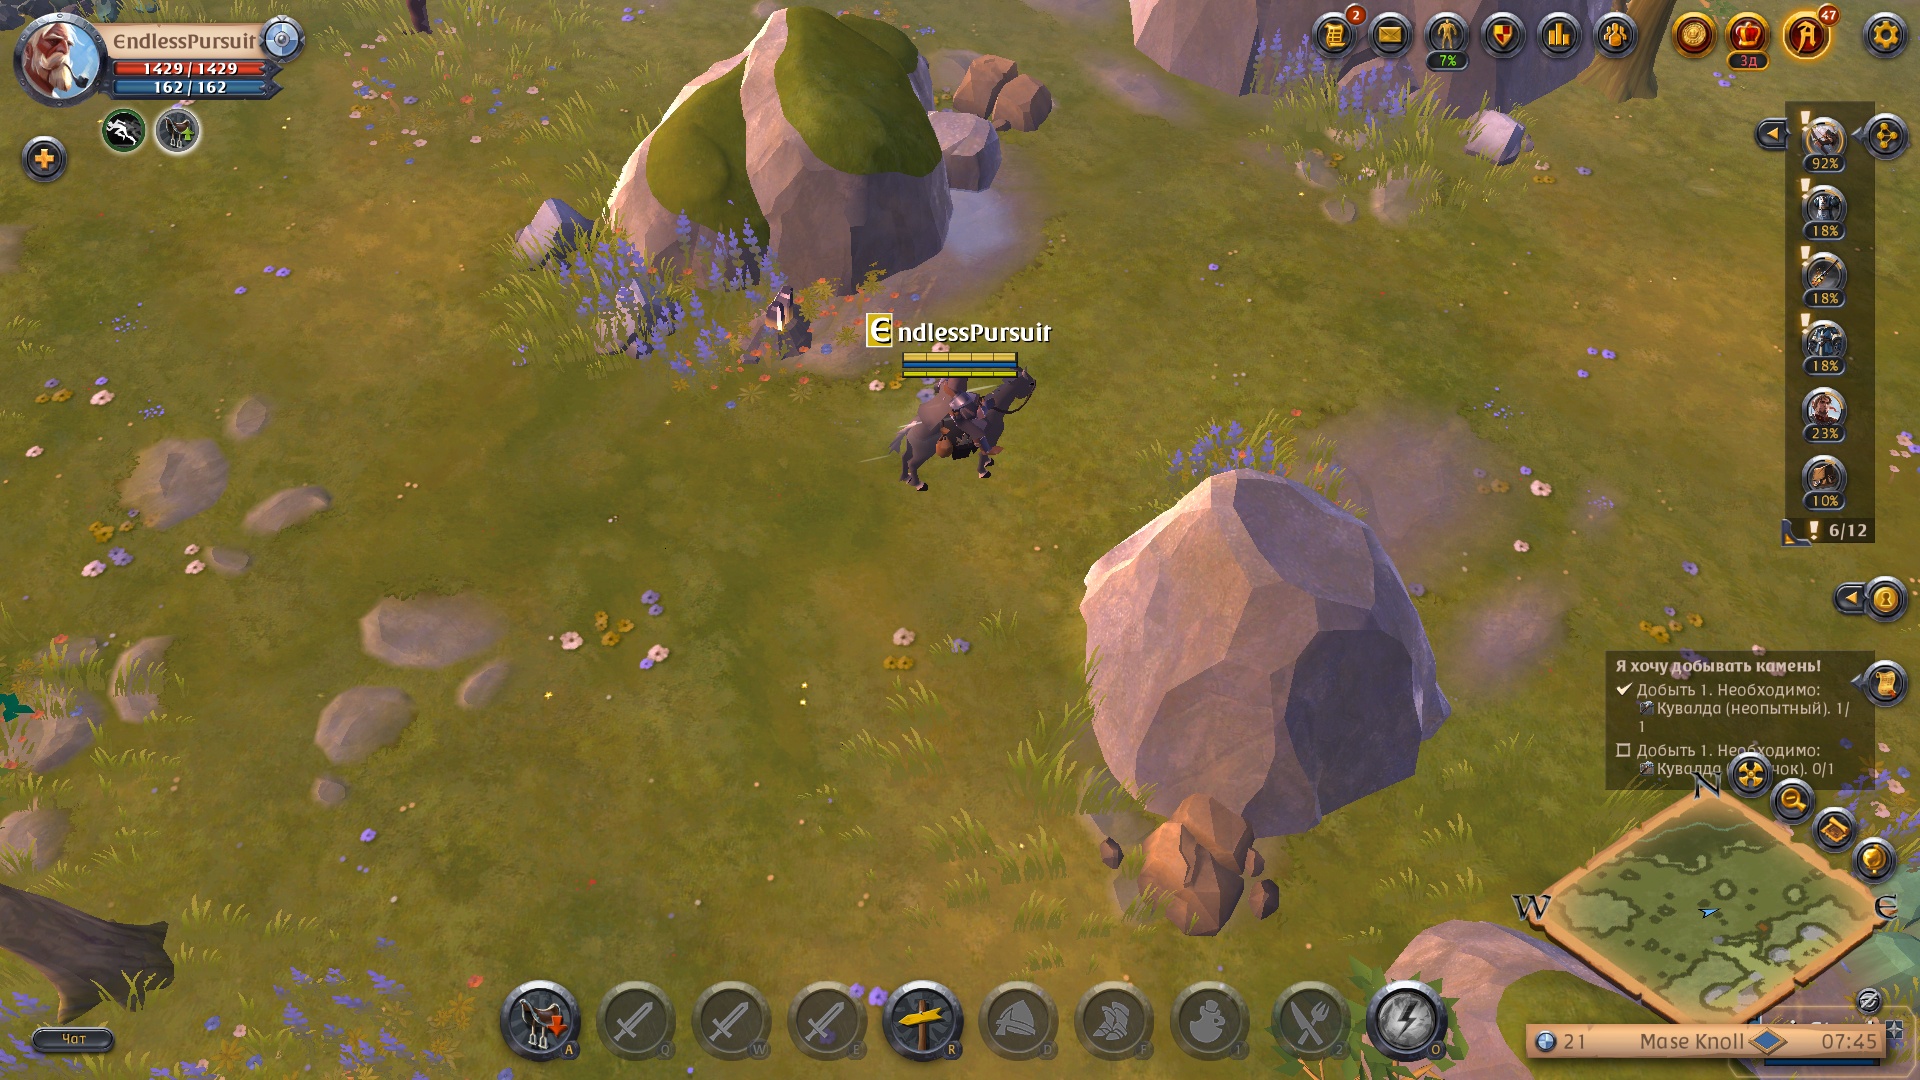 EndlessPursuit
1429 / 1429
162 / 162
2
7%
3д
47
92%
18%
18%
18%
23%
10%
6/12
EndlessPursuit
Я хочу добывать камень!
Добыть 1. Необходимо:
Кувалда (неопытный). 1/
1
Добыть 1. Необходимо:
Кувалда ( чок). 0/1
N
W
E
A
Q
W
E
R
D
F
1
2
O
Чат
21 Mase Knoll 07:45